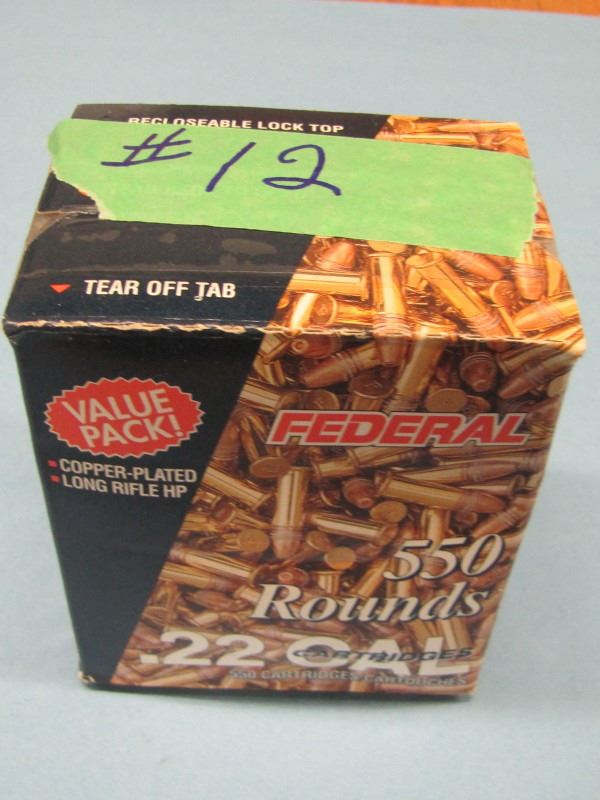 RECLOSEABLE LOCK TOP
#12
TEAR OFF TAB
VALUE
PACK!
COPPER-PLATED
LONG RIFLE HP
FEDERAL
550
Rounds
.22 CAL
CARTRIDGES
550 CARTRIDGES/CARTOUCHES